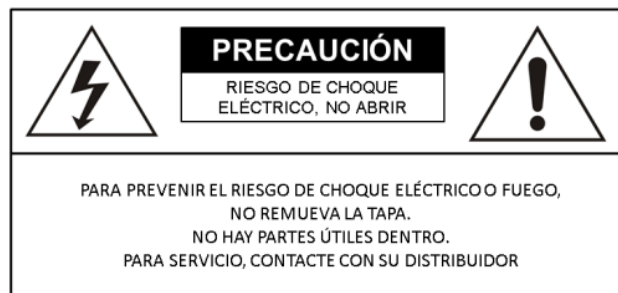 PRECAUCIÓN
RIESGO DE CHOQUE
ELÉCTRICO, NO ABRIR
PARA PREVENIR EL RIESGO DE CHOQUE ELÉCTRICO O FUEGO,
NO REMUEVA LA TAPA.
NO HAY PARTES ÚTILES DENTRO.
PARA SERVICIO, CONTACTE CON SU DISTRIBUIDOR